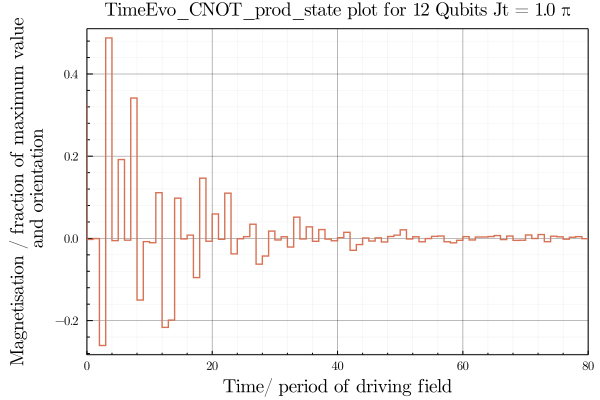 TimeEvo_CNOT_prod_state plot for 12 Qubits Jt = 1.0 π
Magnetisation / fraction of maximum value
and orientation
0.4
0.2
0.0
−0.2
0 20 40 60 80
Time/ period of driving field